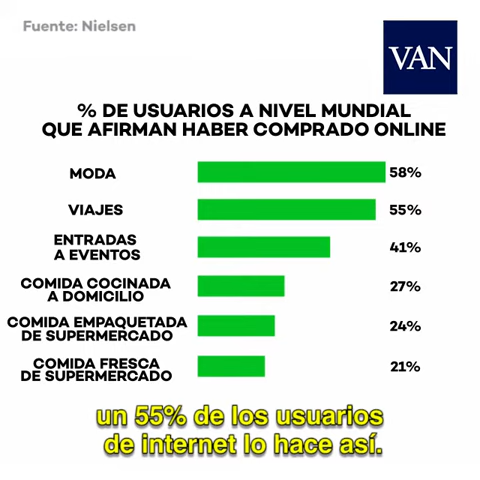 Fuente: Nielsen
VAN
% DE USUARIOS A NIVEL MUNDIAL
QUE AFIRMAN HABER COMPRADO ONLINE
MODA 58%
VIAJES 55%
ENTRADAS
A EVENTOS 41%
COMIDA COCINADA
A DOMICILIO 27%
COMIDA EMPAQUETADA
DE SUPERMERCADO 24%
COMIDA FRESCA
DE SUPERMERCADO 21%
un 55% de los usuarios
de internet lo hace así.